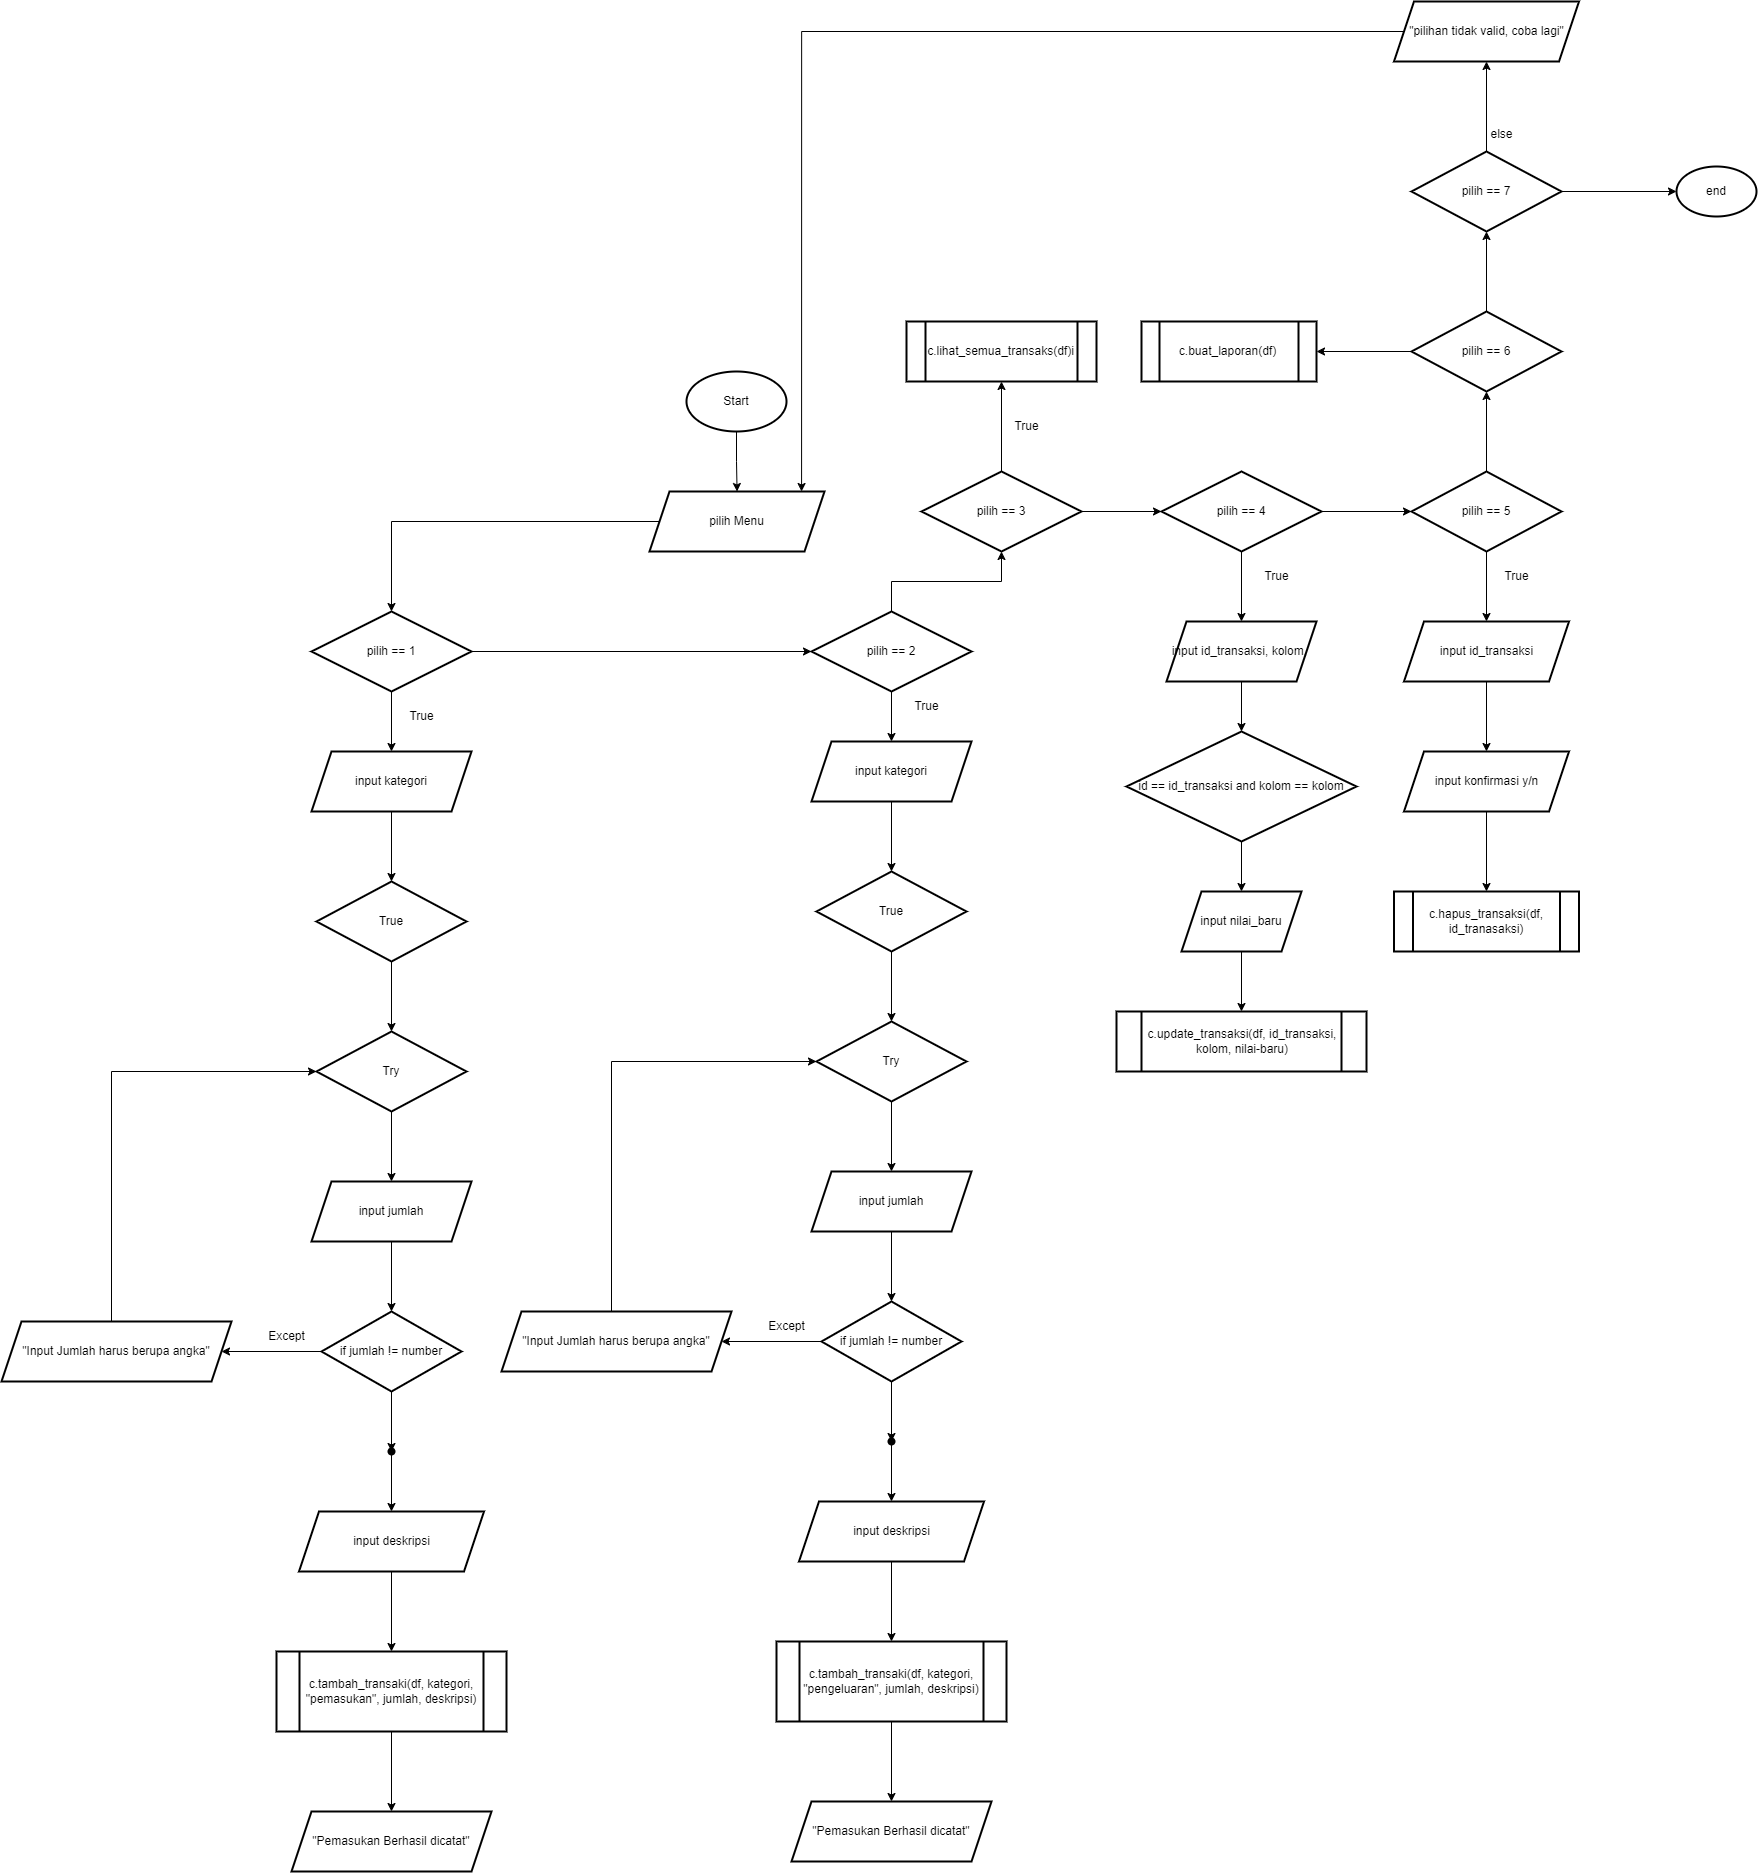 "pilihan tidak valid, coba lagi"
else
pilih == 7
end
c.lihat_semua_transaks(df)i
c.buat_laporan(df)
pilih == 6
Start
True
pilih Menu
pilih == 3
pilih == 4
pilih == 5
True
True
pilih == 1
pilih == 2
input id_transaksi, kolom
input id_transaksi
True
True
input kategori
input kategori
id == id_transaksi and kolom == kolom
input konfirmasi y/n
True
True
input nilai_baru
c.hapus_transaksi(df,
id_tranasaksi)
c.update_transaksi(df, id_transaksi,
kolom, nilai-baru)
Try
Try
input jumlah
input jumlah
"Input Jumlah harus berupa angka"
Except
if jumlah != number
"Input Jumlah harus berupa angka"
Except
if jumlah != number
input deskripsi
input deskripsi
c.tambah_transaki(df, kategori,
"pemasukan", jumlah, deskripsi)
c.tambah_transaki(df, kategori,
"pengeluaran", jumlah, deskripsi)
"Pemasukan Berhasil dicatat"
"Pemasukan Berhasil dicatat"